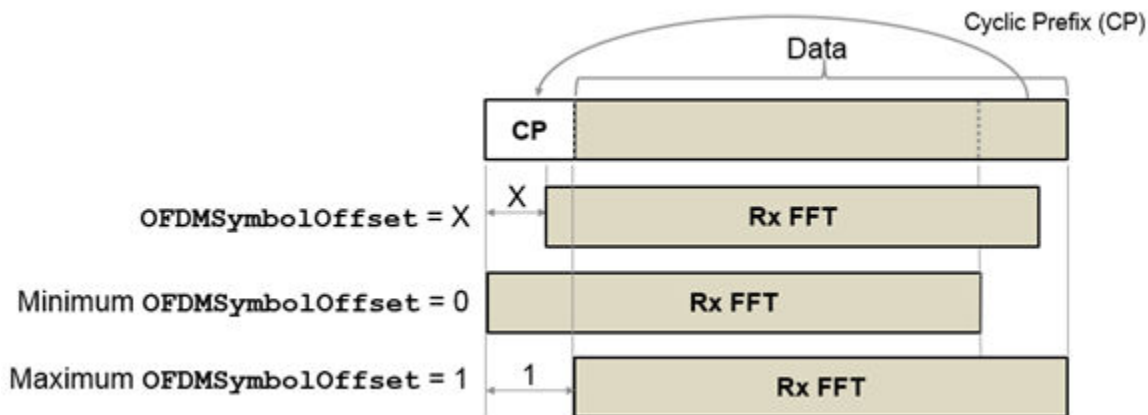 Cyclic Prefix (CP)
Data
CP
X
OFDMSymbolOffset = X
Rx FFT
Minimum OFDMSymbolOffset = 0
Rx FFT
Maximum OFDMSymbolOffset = 1
1
Rx FFT